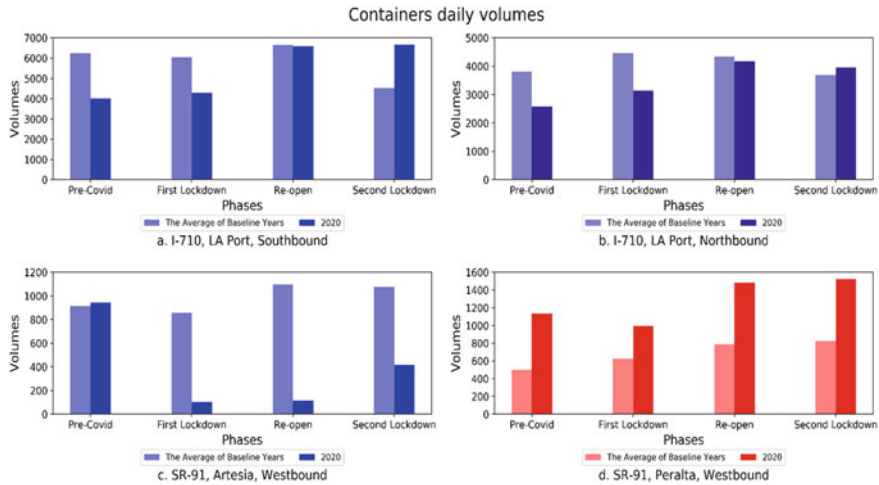 Containers daily volumes
7000
6000
5000
4000
3000
2000
1000
0
Volumes
Pre-Covid First Lockdown Re-open Second Lockdown
Phases
The Average of Baseline Years 2020
a. I-710, LA Port, Southbound
5000
4000
3000
2000
1000
0
Volumes
Pre-Covid First Lockdown Re-open Second Lockdown
Phases
The Average of Baseline Years 2020
b. I-710, LA Port, Northbound
1200
1000
800
600
400
200
0
Volumes
Pre-Covid First Lockdown Re-open Second Lockdown
Phases
The Average of Baseline Years 2020
c. SR-91, Artesia, Westbound
1600
1400
1200
1000
800
600
400
200
0
Volumes
Pre-Covid First Lockdown Re-open Second Lockdown
Phases
The Average of Baseline Years 2020
d. SR-91, Peralta, Westbound